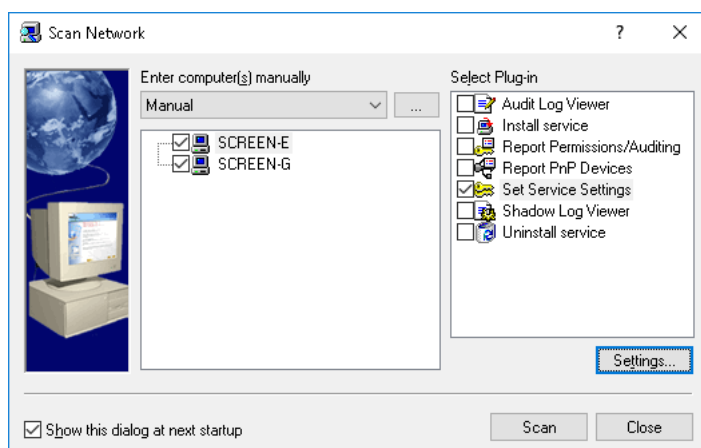 Scan Network
Enter computer(s) manually
Manual
...
SCREEN-E
SCREEN-G
Select Plug-in
Audit Log Viewer
Install service
Report Permissions/Auditing
Report PnP Devices
Set Service Settings
Shadow Log Viewer
Uninstall service
Settings...
Show this dialog at next startup
Scan
Close